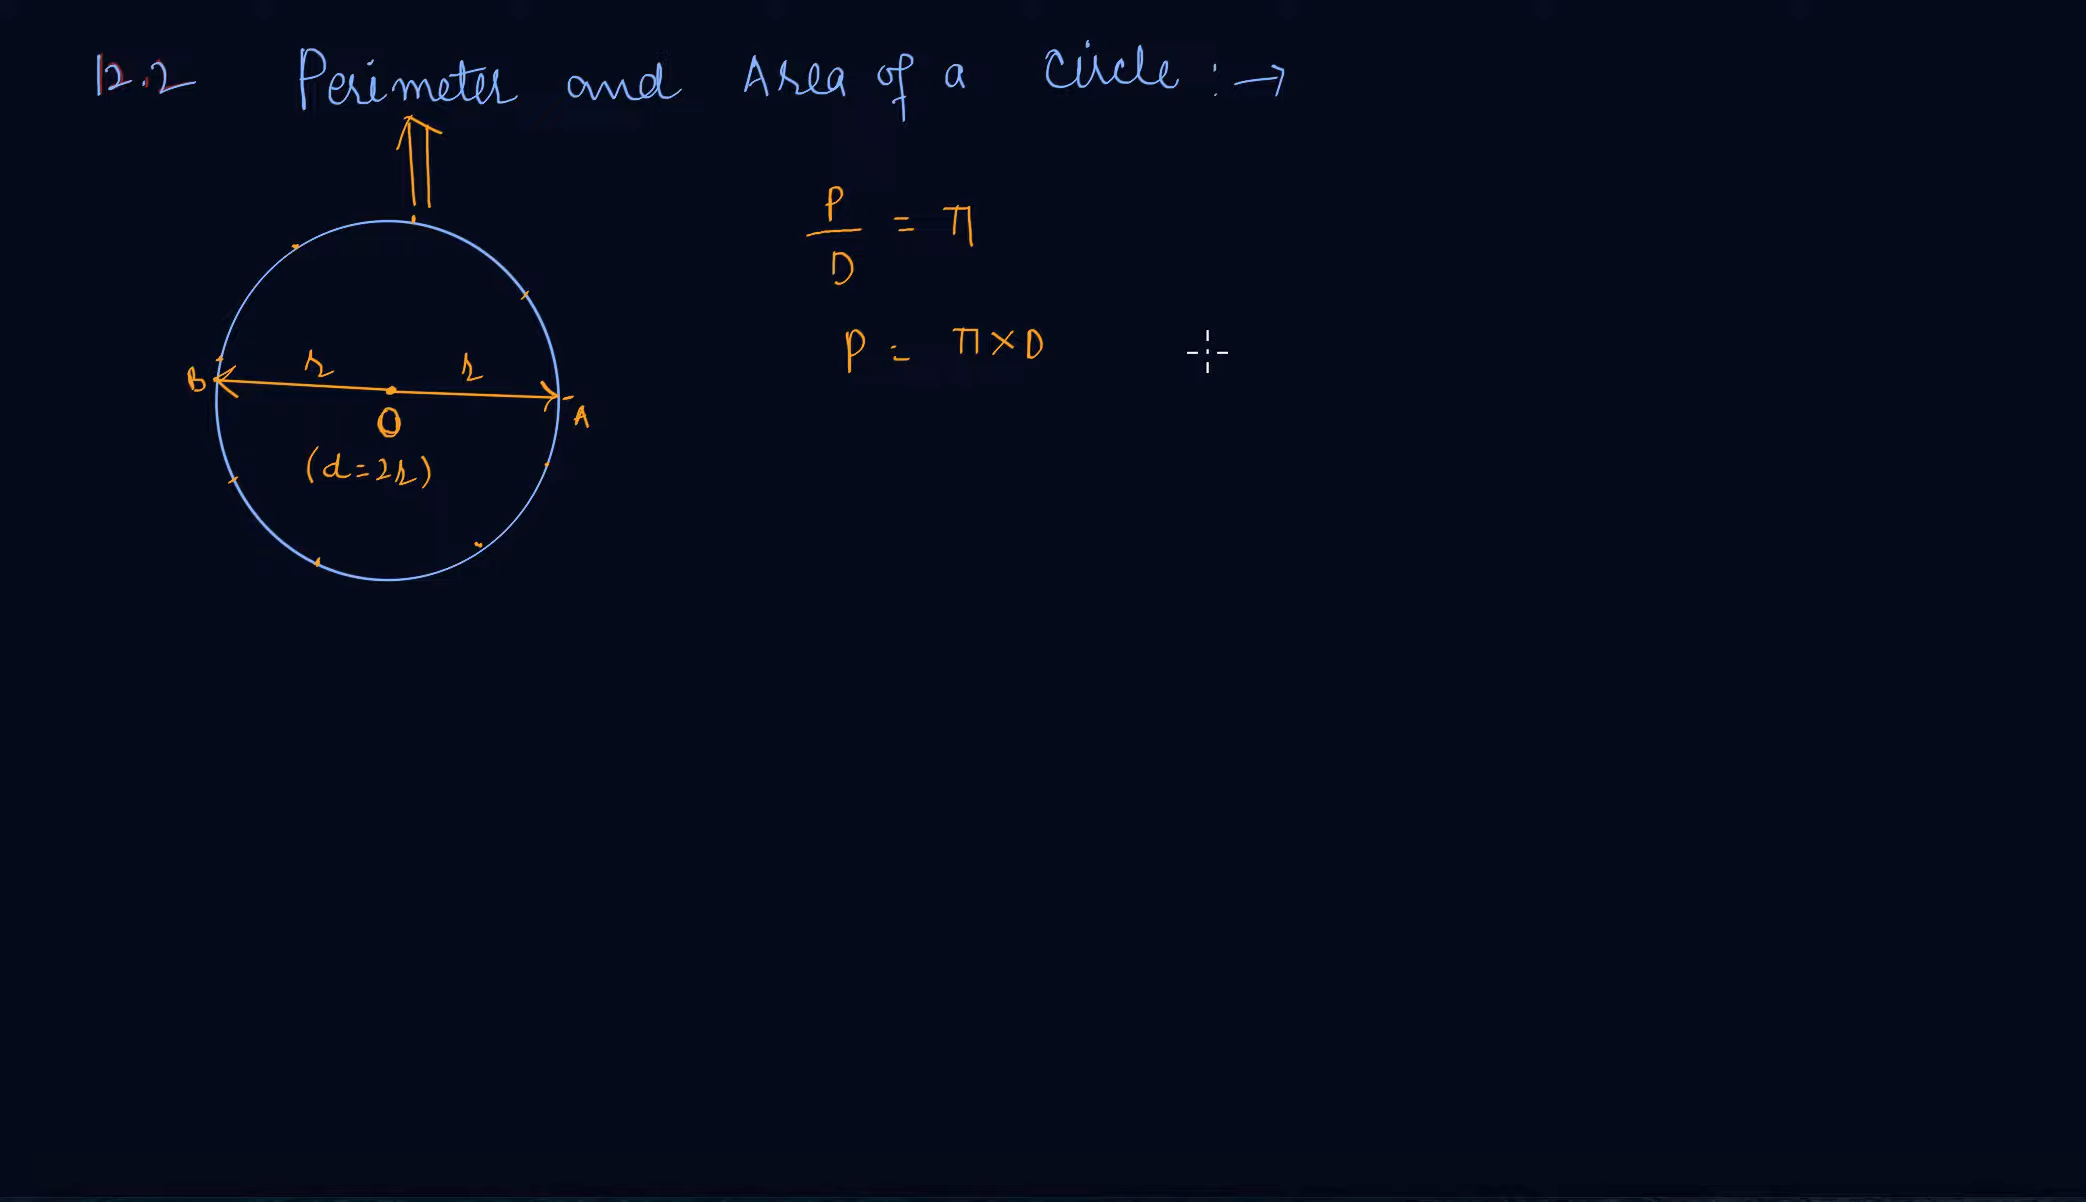 12.2 Perimeter and Area of a Circle :→
P/D = π
P = π × D
r r
B A
O
(d=2r)